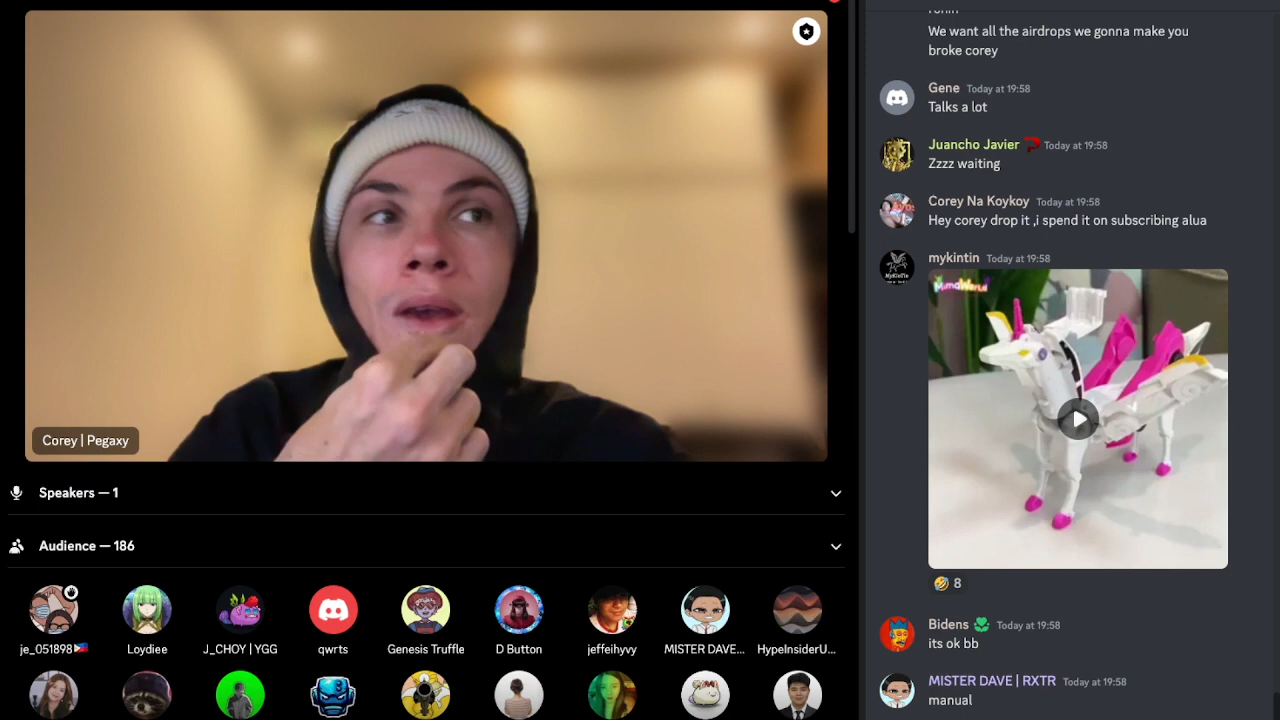 Corey | Pegaxy
Speakers — 1
Audience — 186
je_051898
Loydiee
J_CHOY | YGG
qwrts
Genesis Truffle
D Button
jeffeihyvy
MISTER DAVE...
HypeInsiderU...
We want all the airdrops we gonna make you
broke corey
Gene Today at 19:58
Talks a lot
Juancho Javier Today at 19:58
Zzzz waiting
Corey Na Koykoy Today at 19:58
Hey corey drop it ,i spend it on subscribing alua
mykintin Today at 19:58
MimoWorld
8
Bidens Today at 19:58
its ok bb
MISTER DAVE | RXTR Today at 19:58
manual